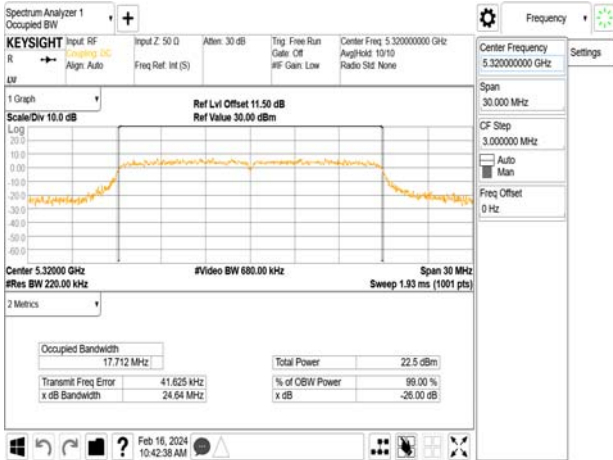 Spectrum Analyzer 1
Occupied BW
KEYSIGHT
R
Input: RF
Coupling: DC
Align: Auto
Input Z: 50 Ω
Freq Ref: Int (S)
Atten: 30 dB
Trig: Free Run
Gate: Off
#IF Gain: Low
Center Freq: 5.320000000 GHz
Avg|Hold: 10/10
Radio Std: None
LW
1 Graph
Scale/Div 10.0 dB
Ref Lvl Offset 11.50 dB
Ref Value 30.00 dBm
Log
20.0
10.0
0.00
-10.0
-20.0
-30.0
-40.0
-50.0
-60.0
Center 5.32000 GHz
#Res BW 220.00 kHz
#Video BW 680.00 kHz
Span 30 MHz
Sweep 1.93 ms (1001 pts)
2 Metrics
Occupied Bandwidth
17.712 MHz
Total Power 22.5 dBm
Transmit Freq Error 41.625 kHz
% of OBW Power 99.00 %
x dB Bandwidth 24.64 MHz
x dB -26.00 dB
Feb 16, 2024
10:42:38 AM
Frequency
Center Frequency
5.320000000 GHz
Settings
Span
30.000 MHz
CF Step
3.000000 MHz
Auto
Man
Freq Offset
0 Hz